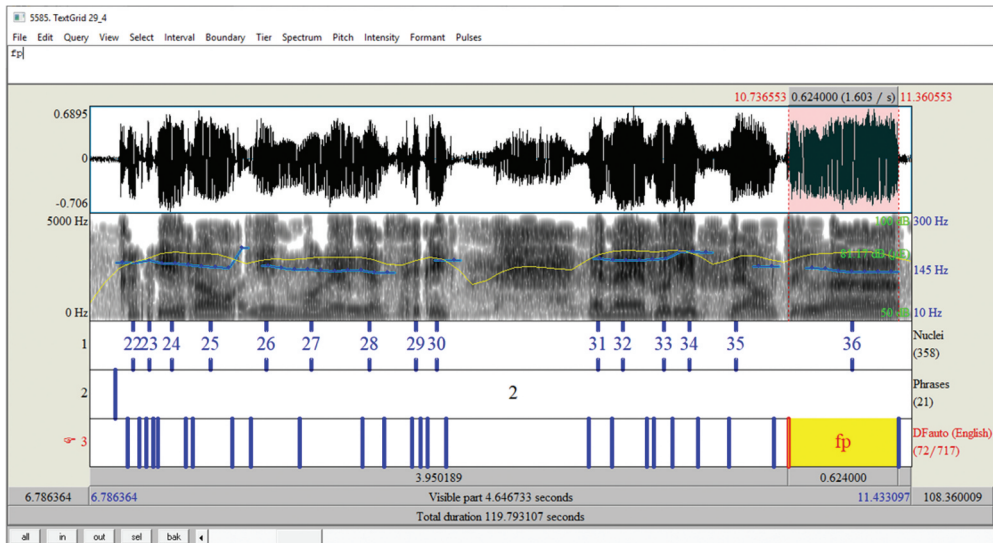 5585. TextGrid 29_4
File Edit Query View Select Interval Boundary Tier Spectrum Pitch Intensity Formant Pulses
fp
10.736553 0.624000 (1.603 / s) 11.360553
0.6895
0
-0.706
5000 Hz 300 Hz
145 Hz
0 Hz 50 dB 10 Hz
1 22 23 24 25 26 27 28 29 30 31 32 33 34 35 36 Nuclei
(358)
2 2 Phrases
(21)
3 fp DFauto (English)
(72/717)
3.950189 0.624000
6.786364 6.786364 Visible part 4.646733 seconds 11.433097 108.360009
Total duration 119.793107 seconds
all in out sel bak